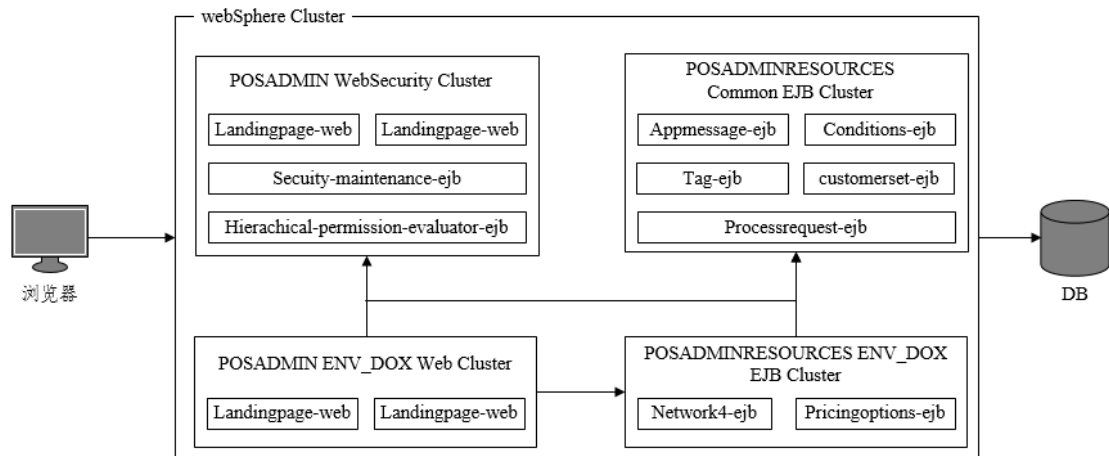 webSphere Cluster
POSADMIN WebSecurity Cluster
Landingpage-web
Landingpage-web
Secuity-maintenance-ejb
Hierachical-permission-evaluator-ejb
POSADMINRESOURCES
Common EJB Cluster
Appmessage-ejb
Conditions-ejb
Tag-ejb
customerset-ejb
Processrequest-ejb
浏览器
DB
POSADMIN ENV_DOX Web Cluster
Landingpage-web
Landingpage-web
POSADMINRESOURCES ENV_DOX
EJB Cluster
Network4-ejb
Pricingoptions-ejb